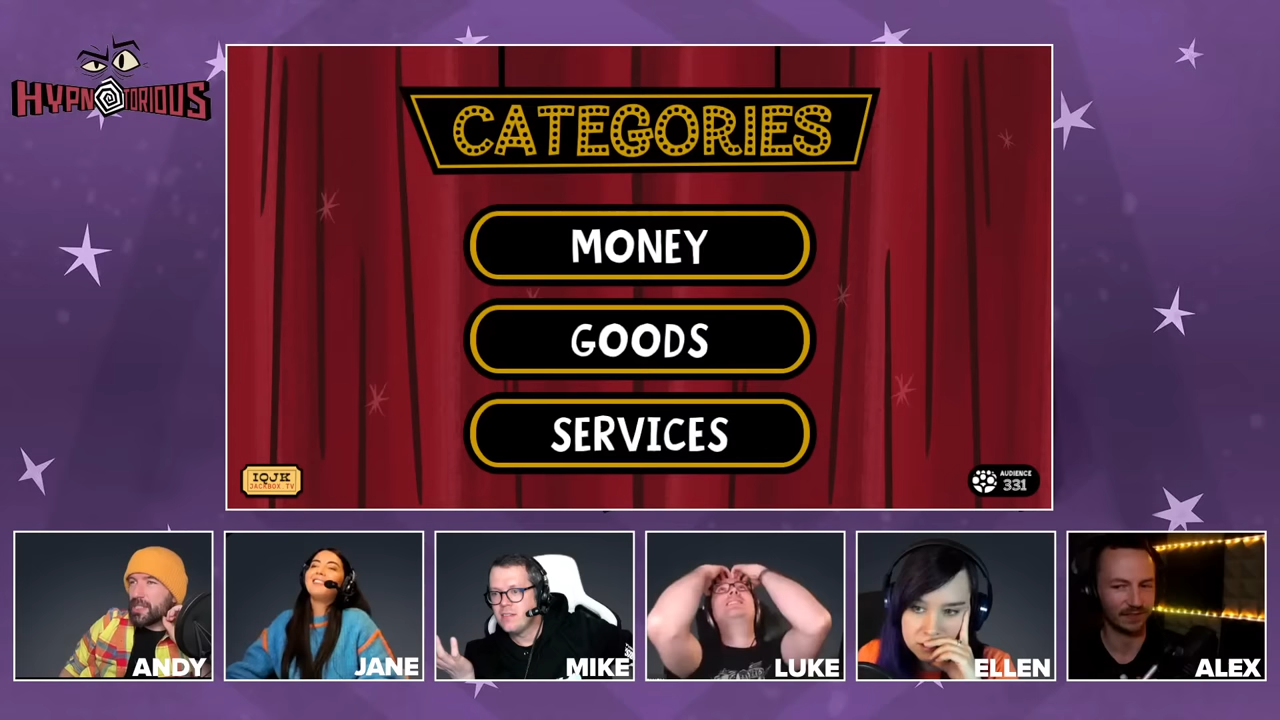 HYPNOTORIOUS
CATEGORIES
MONEY
GOODS
SERVICES
IQJK
JACKBOX.TV
AUDIENCE
331
ANDY
JANE
MIKE
LUKE
ELLEN
ALEX